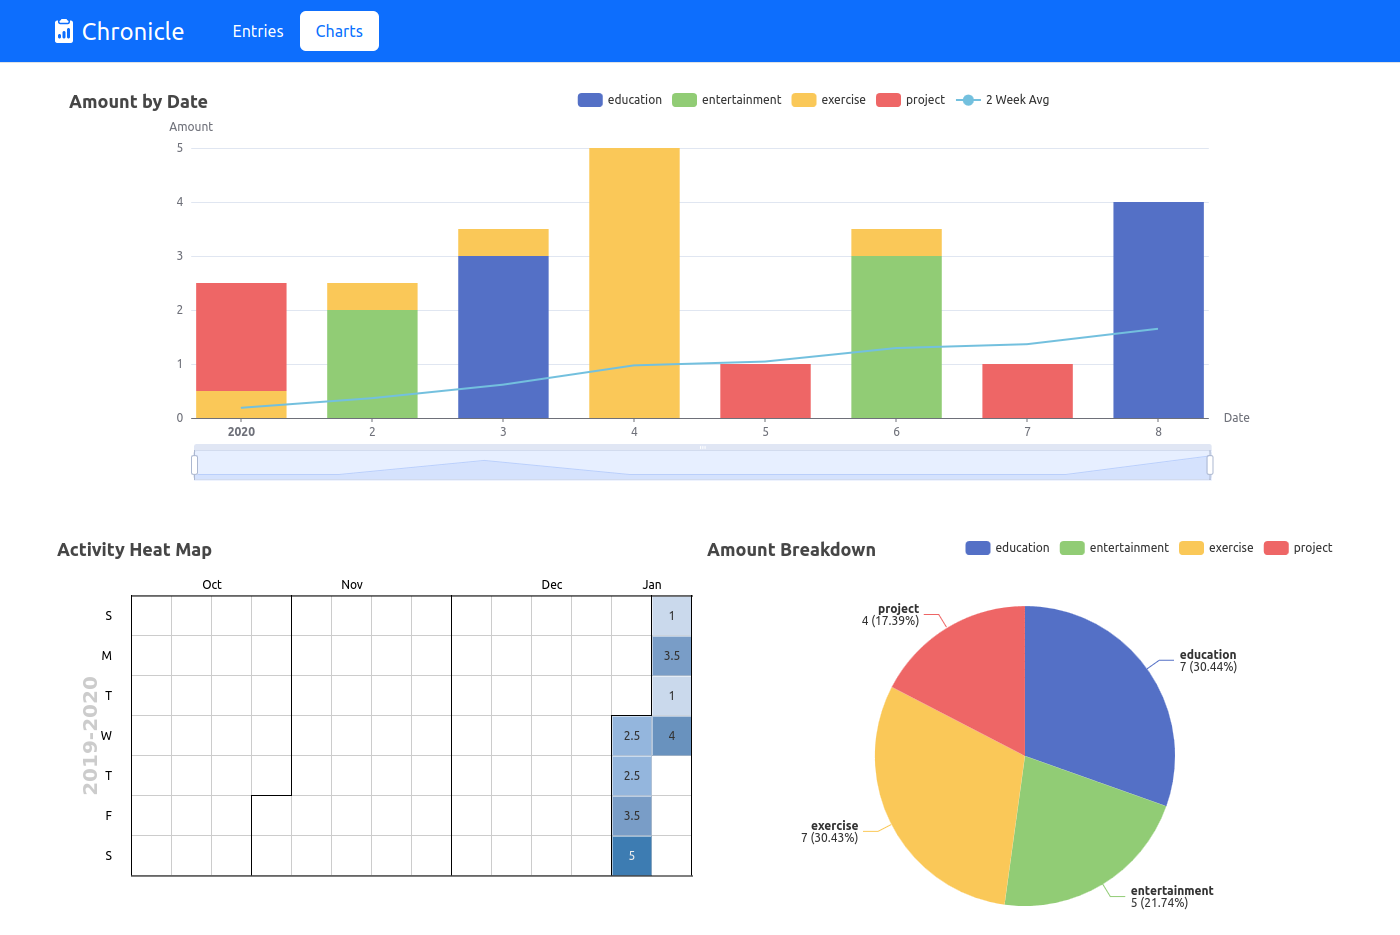 Chronicle Entries Charts
Amount by Date
education entertainment exercise project 2 Week Avg
Amount
5
4
3
2
1
0
2020 2 3 4 5 6 7 8
Date
Activity Heat Map
Oct Nov Dec Jan
2019-2020
S 1
M 3.5
T 1
W 2.5 4
T 2.5
F 3.5
S 5
Amount Breakdown
education entertainment exercise project
project
4 (17.39%)
education
7 (30.44%)
exercise
7 (30.43%)
entertainment
5 (21.74%)